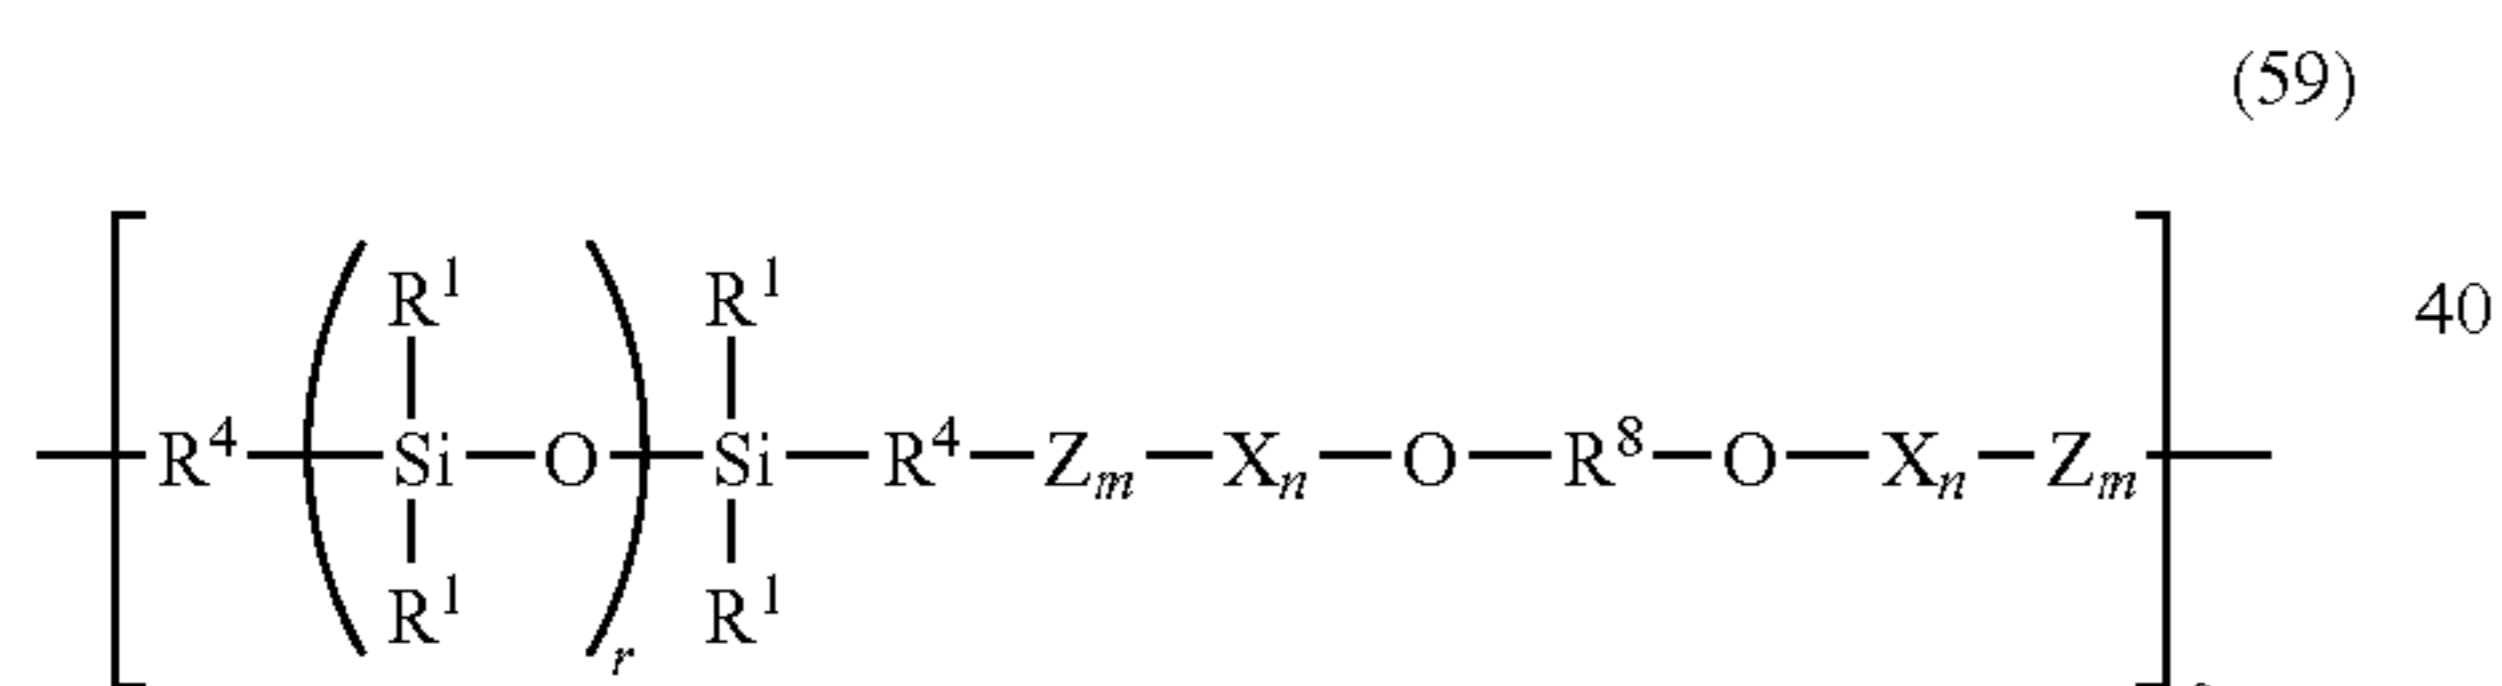 (59)
R¹ R¹
40
R⁴ Si O Si R⁴ Zₘ Xₙ O R⁸ O Xₙ Zₘ
R¹ R¹
r